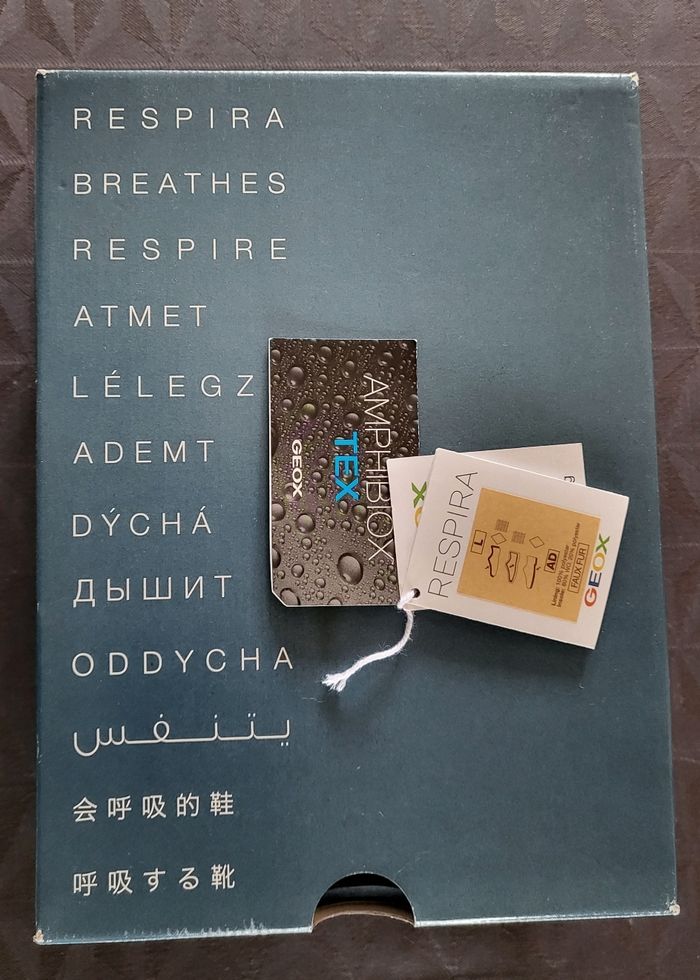 RESPIRA
BREATHES
RESPIRE
ATMET
LÉLEGZ
ADEMT
DÝCHÁ
ДЫШИТ
ODDYCHA
يتنفس
会呼吸的鞋
呼吸する靴
AMPHIBIOX
TEX
GEOX
RESPIRA
L
AD
FAUX FUR
GEOX